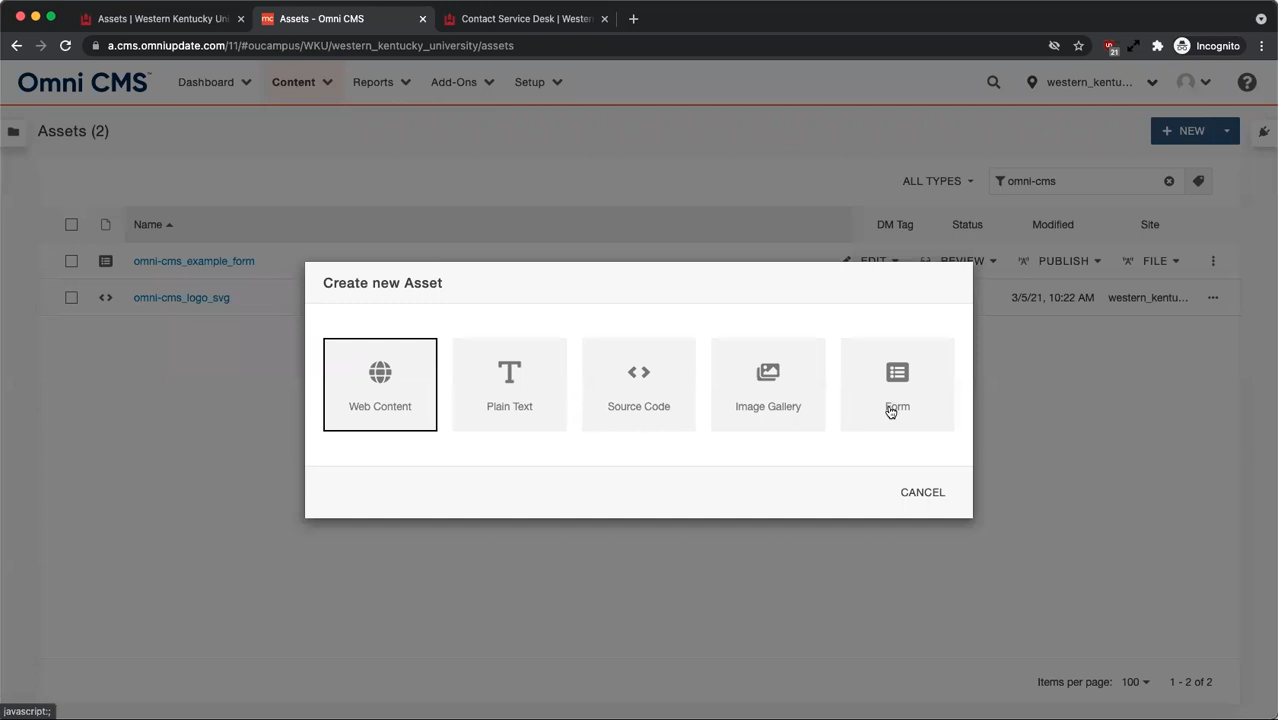 Assets | Western Kentucky Uni
Assets - Omni CMS
Contact Service Desk | Wester
a.cms.omniupdate.com/11/#oucampus/WKU/western_kentucky_university/assets
21
Incognito
Omni CMS™
Dashboard
Content
Reports
Add-Ons
Setup
western_kentu...
Assets (2)
+ NEW
ALL TYPES
omni-cms
Name
DM Tag
Status
Modified
Site
omni-cms_example_form
EDIT
REVIEW
PUBLISH
FILE
omni-cms_logo_svg
3/5/21, 10:22 AM
western_kentu...
Create new Asset
Web Content
Plain Text
Source Code
Image Gallery
Form
CANCEL
Items per page: 100
1 - 2 of 2
javascript:;